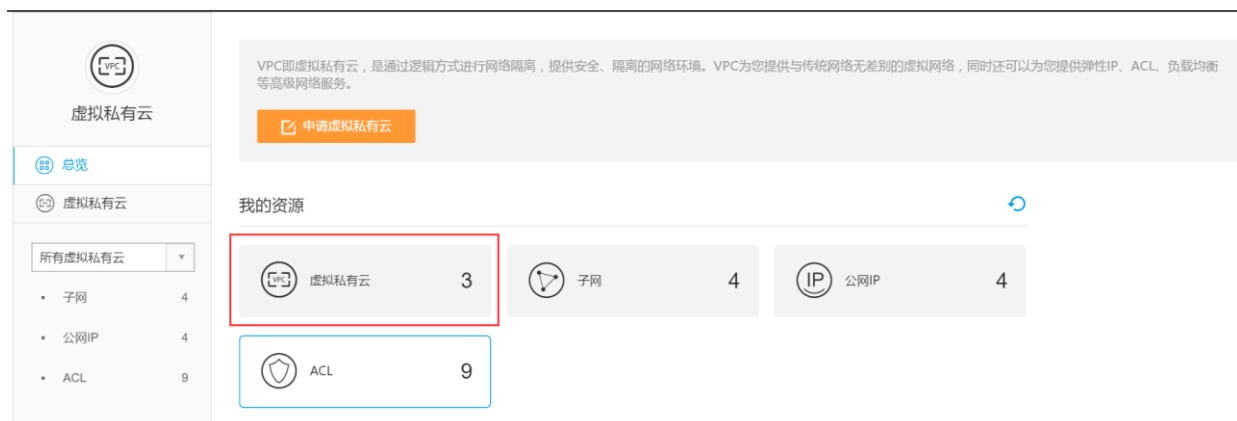 VPC
虚拟私有云
总览
虚拟私有云
所有虚拟私有云
子网 4
公网IP 4
ACL 9
VPC即虚拟私有云，是通过逻辑方式进行网络隔离，提供安全、隔离的网络环境。VPC为您提供与传统网络无差别的虚拟网络，同时还可以为您提供弹性IP、ACL、负载均衡
等高级网络服务。
申请虚拟私有云
我的资源
VPC 虚拟私有云 3
子网 4
IP 公网IP 4
ACL 9